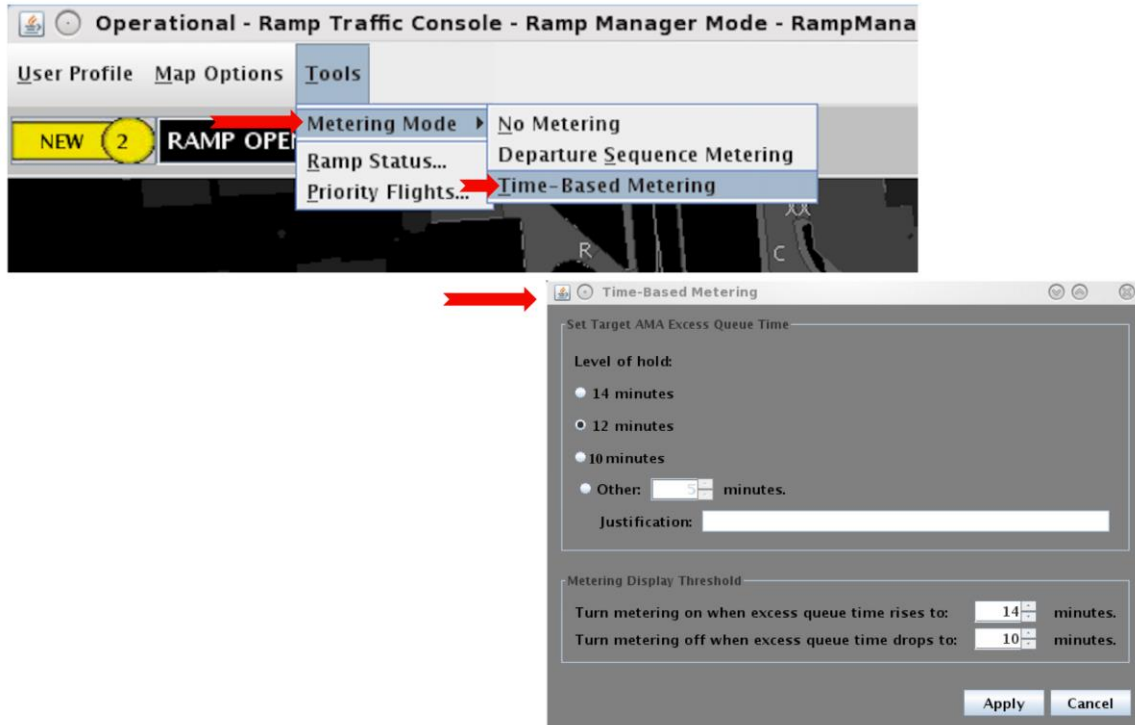 Operational - Ramp Traffic Console - Ramp Manager Mode - RampMana
User Profile Map Options Tools
NEW 2 RAMP OPE
Metering Mode
Ramp Status...
Priority Flights...
No Metering
Departure Sequence Metering
Time-Based Metering
XX
R
C
Time-Based Metering
Set Target AMA Excess Queue Time
Level of hold:
14 minutes
12 minutes
10 minutes
Other: 5 minutes.
Justification:
Metering Display Threshold
Turn metering on when excess queue time rises to: 14 minutes.
Turn metering off when excess queue time drops to: 10 minutes.
Apply Cancel